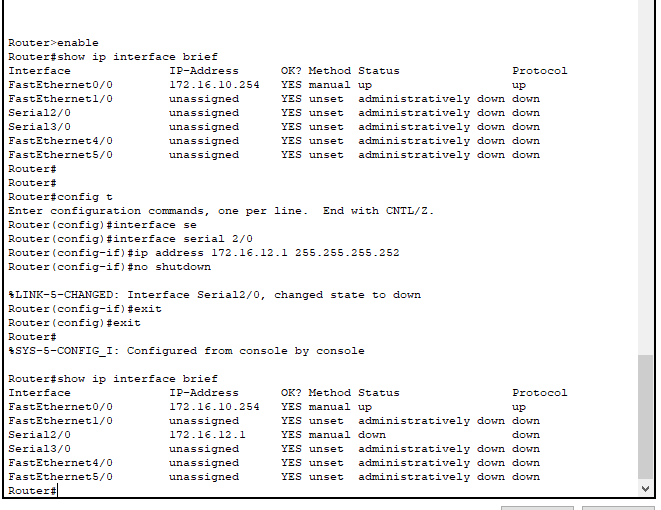 Router>enable
Router#show ip interface brief
Interface              IP-Address      OK? Method Status                Protocol
FastEthernet0/0        172.16.10.254   YES manual up                    up
FastEthernet1/0        unassigned      YES unset  administratively down down
Serial2/0              unassigned      YES unset  administratively down down
Serial3/0              unassigned      YES unset  administratively down down
FastEthernet4/0        unassigned      YES unset  administratively down down
FastEthernet5/0        unassigned      YES unset  administratively down down
Router#
Router#
Router#config t
Enter configuration commands, one per line.  End with CNTL/Z.
Router(config)#interface se
Router(config)#interface serial 2/0
Router(config-if)#ip address 172.16.12.1 255.255.255.252
Router(config-if)#no shutdown
%LINK-5-CHANGED: Interface Serial2/0, changed state to down
Router(config-if)#exit
Router(config)#exit
Router#
%SYS-5-CONFIG_I: Configured from console by console
Router#show ip interface brief
Interface              IP-Address      OK? Method Status                Protocol
FastEthernet0/0        172.16.10.254   YES manual up                    up
FastEthernet1/0        unassigned      YES unset  administratively down down
Serial2/0              172.16.12.1     YES manual down                  down
Serial3/0              unassigned      YES unset  administratively down down
FastEthernet4/0        unassigned      YES unset  administratively down down
FastEthernet5/0        unassigned      YES unset  administratively down down
Router#